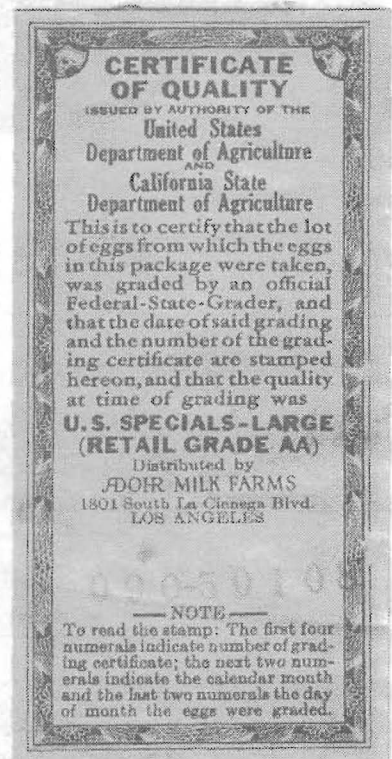 CERTIFICATE
OF QUALITY
ISSUED BY AUTHORITY OF THE
United States
Department of Agriculture
AND
California State
Department of Agriculture
This is to certify that the lot
of eggs from which the eggs
in this package were taken,
was graded by an official
Federal-State-Grader, and
that the date of said grading
and the number of the grad-
ing certificate are stamped
hereon, and that the quality
at time of grading was
U.S. SPECIALS-LARGE
(RETAIL GRADE AA)
Distributed by
ADOHR MILK FARMS
1801 South La Cienega Blvd.
LOS ANGELES
NOTE
To read the stamp: The first four
numerals indicate number of grad-
ing certificate; the next two num-
erals indicate the calendar month
and the last two numerals the day
of month the eggs were graded.